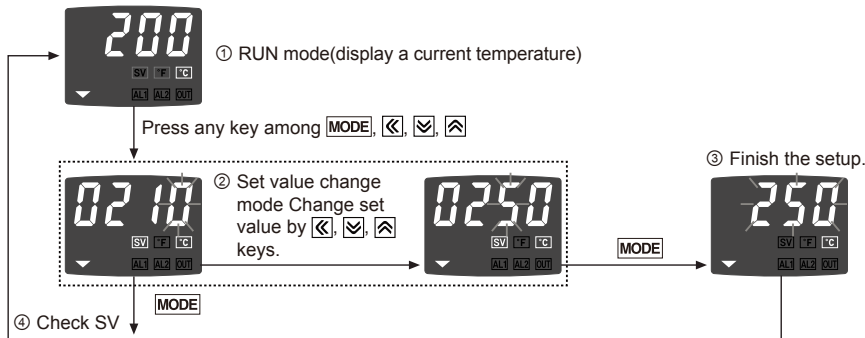 200
① RUN mode(display a current temperature)
SV °F °C
AL1 AL2 OUT
Press any key among MODE, «, ,
③ Finish the setup.
0210
SV °F °C
AL1 AL2 OUT
② Set value change
mode Change set
value by «, ,
keys.
0250
SV °F °C
AL1 AL2 OUT
MODE
250
SV °F °C
AL1 AL2 OUT
MODE
④ Check SV